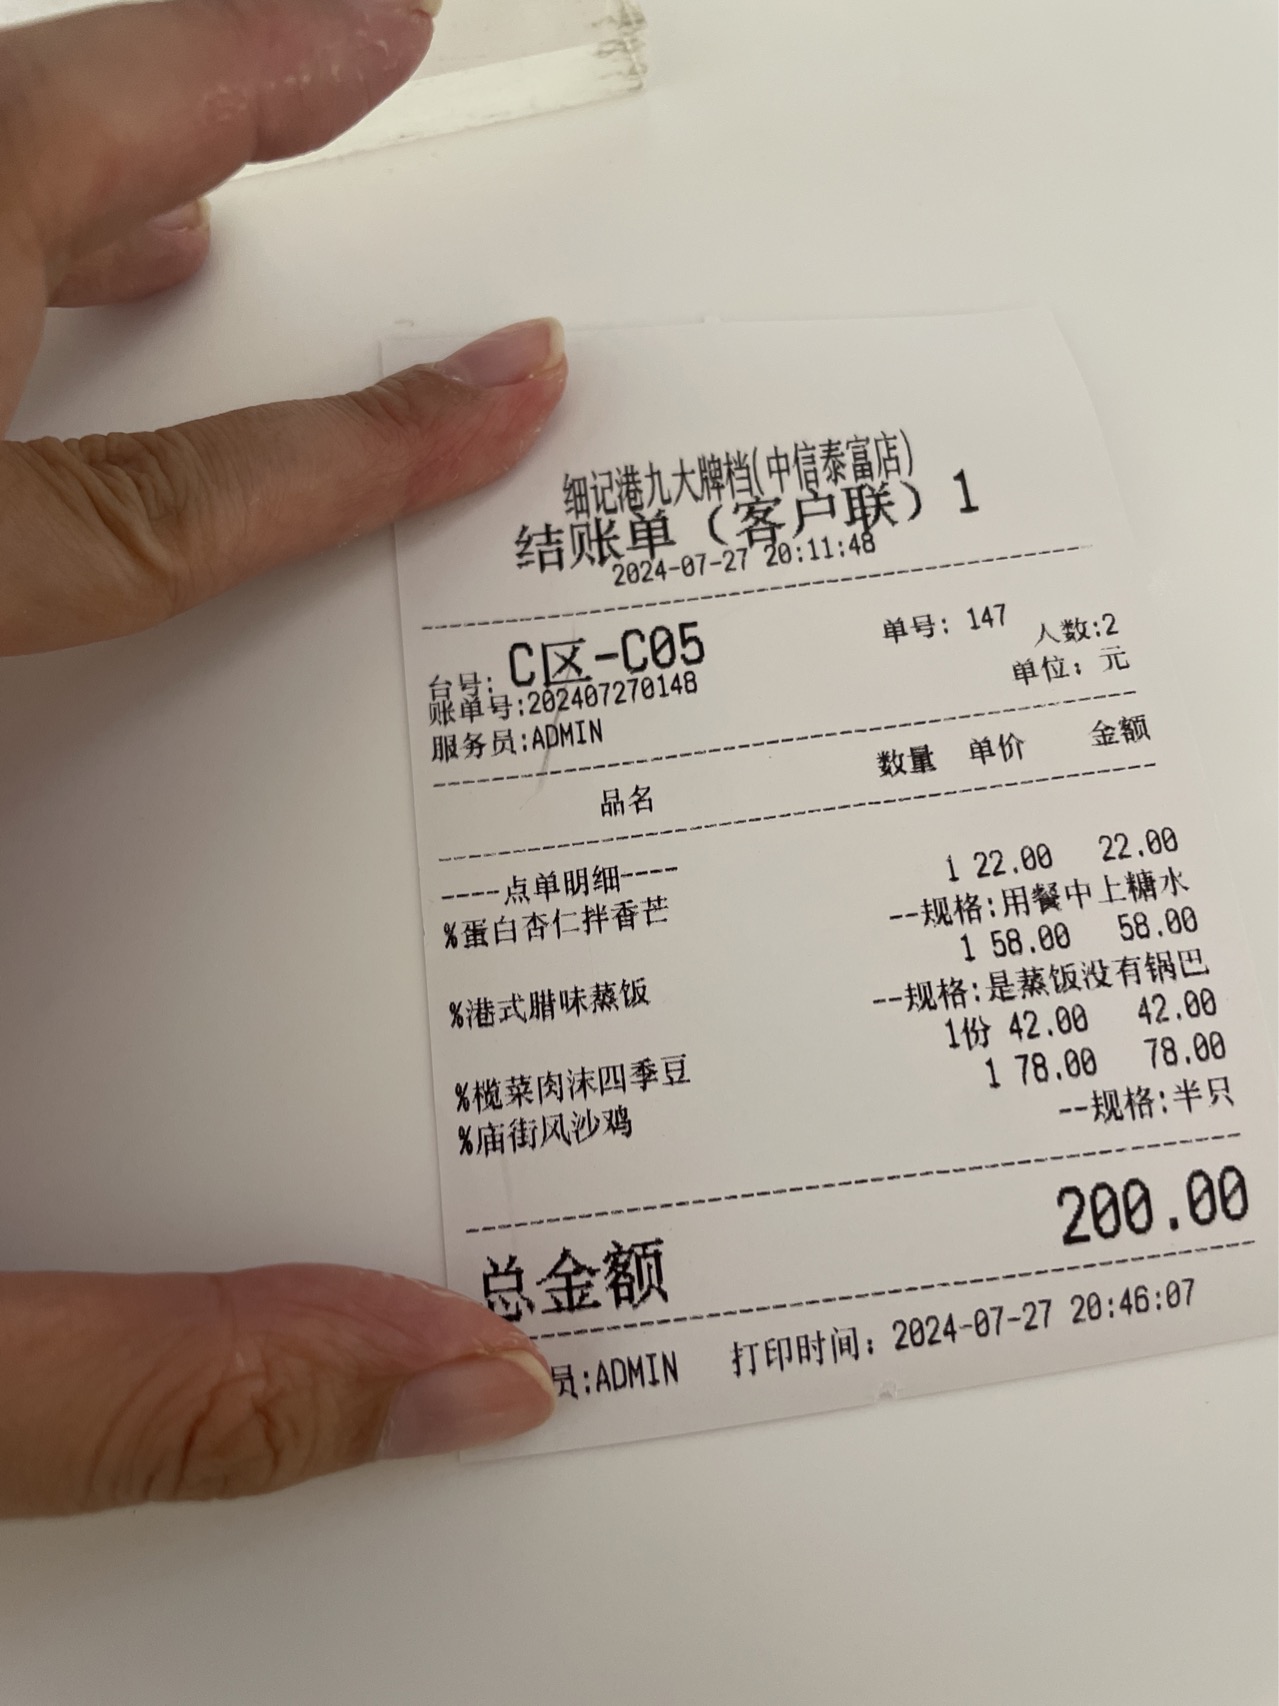 细记港九大牌档(中信泰富店)
结账单（客户联）1
2024-07-27 20:11:48
台号: C区-C05 单号: 147
账单号:202407270148 人数:2
服务员:ADMIN 单位: 元
品名 数量 单价 金额
----点单明细----
%蛋白杏仁拌香芒 1 22.00 22.00
--规格:用餐中上糖水
%港式腊味蒸饭 1 58.00 58.00
--规格:是蒸饭没有锅巴
%榄菜肉沫四季豆 1份 42.00 42.00
%庙街风沙鸡 1 78.00 78.00
--规格:半只
总金额 200.00
员:ADMIN 打印时间: 2024-07-27 20:46:07